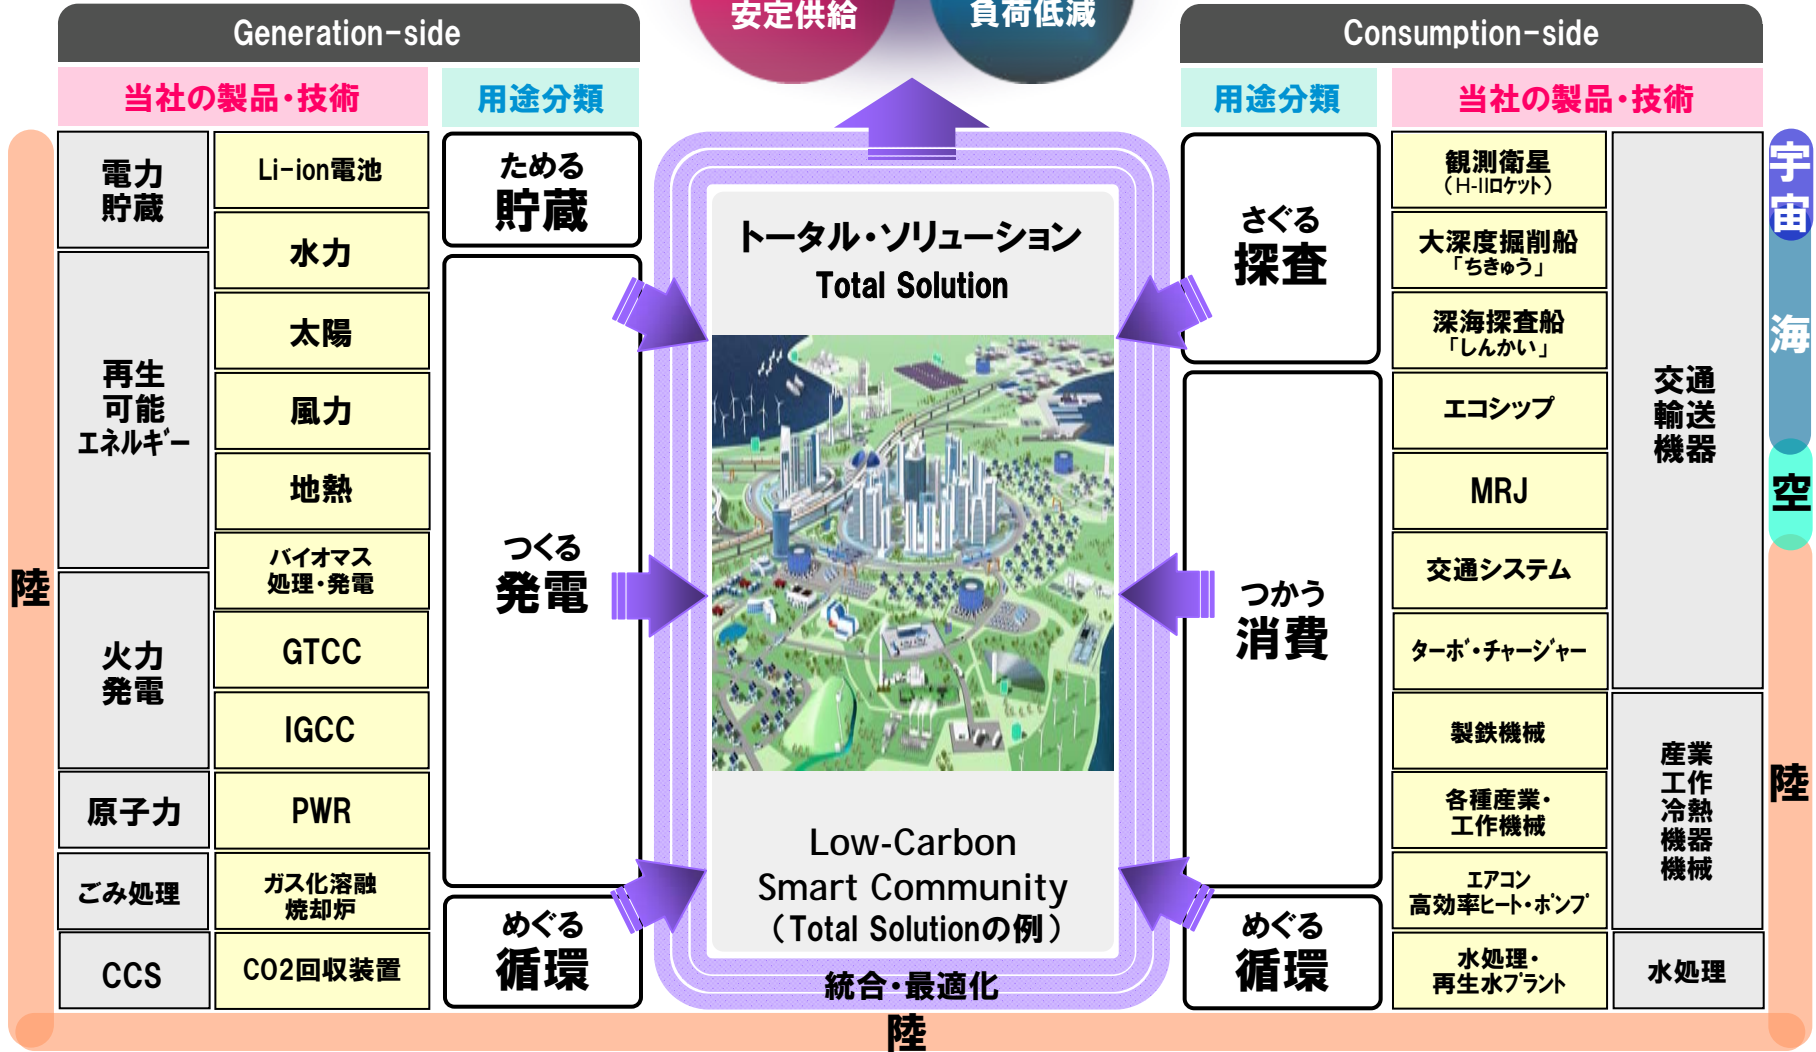 安定供給
負荷低減
Generation-side
当社の製品・技術
用途分類
陸
電力
貯蔵
再生
可能
エネルギー
火力
発電
原子力
ごみ処理
CCS
Li-ion電池
水力
太陽
風力
地熱
バイオマス
処理・発電
GTCC
IGCC
PWR
ガス化溶融
焼却炉
CO2回収装置
ためる
貯蔵
つくる
発電
めぐる
循環
トータル・ソリューション
Total Solution
Low-Carbon
Smart Community
（Total Solutionの例）
統合・最適化
陸
Consumption-side
用途分類
当社の製品・技術
さぐる
探査
つかう
消費
めぐる
循環
観測衛星
（H-IIロケット）
大深度掘削船
「ちきゅう」
深海探査船
「しんかい」
エコシップ
MRJ
交通システム
ターボ・チャージャー
製鉄機械
各種産業・
工作機械
エアコン
高効率ヒート・ポンプ
水処理・
再生水プラント
交通
輸送
機器
産業
工作
冷熱
機器
機械
水処理
宇宙
海
空
陸